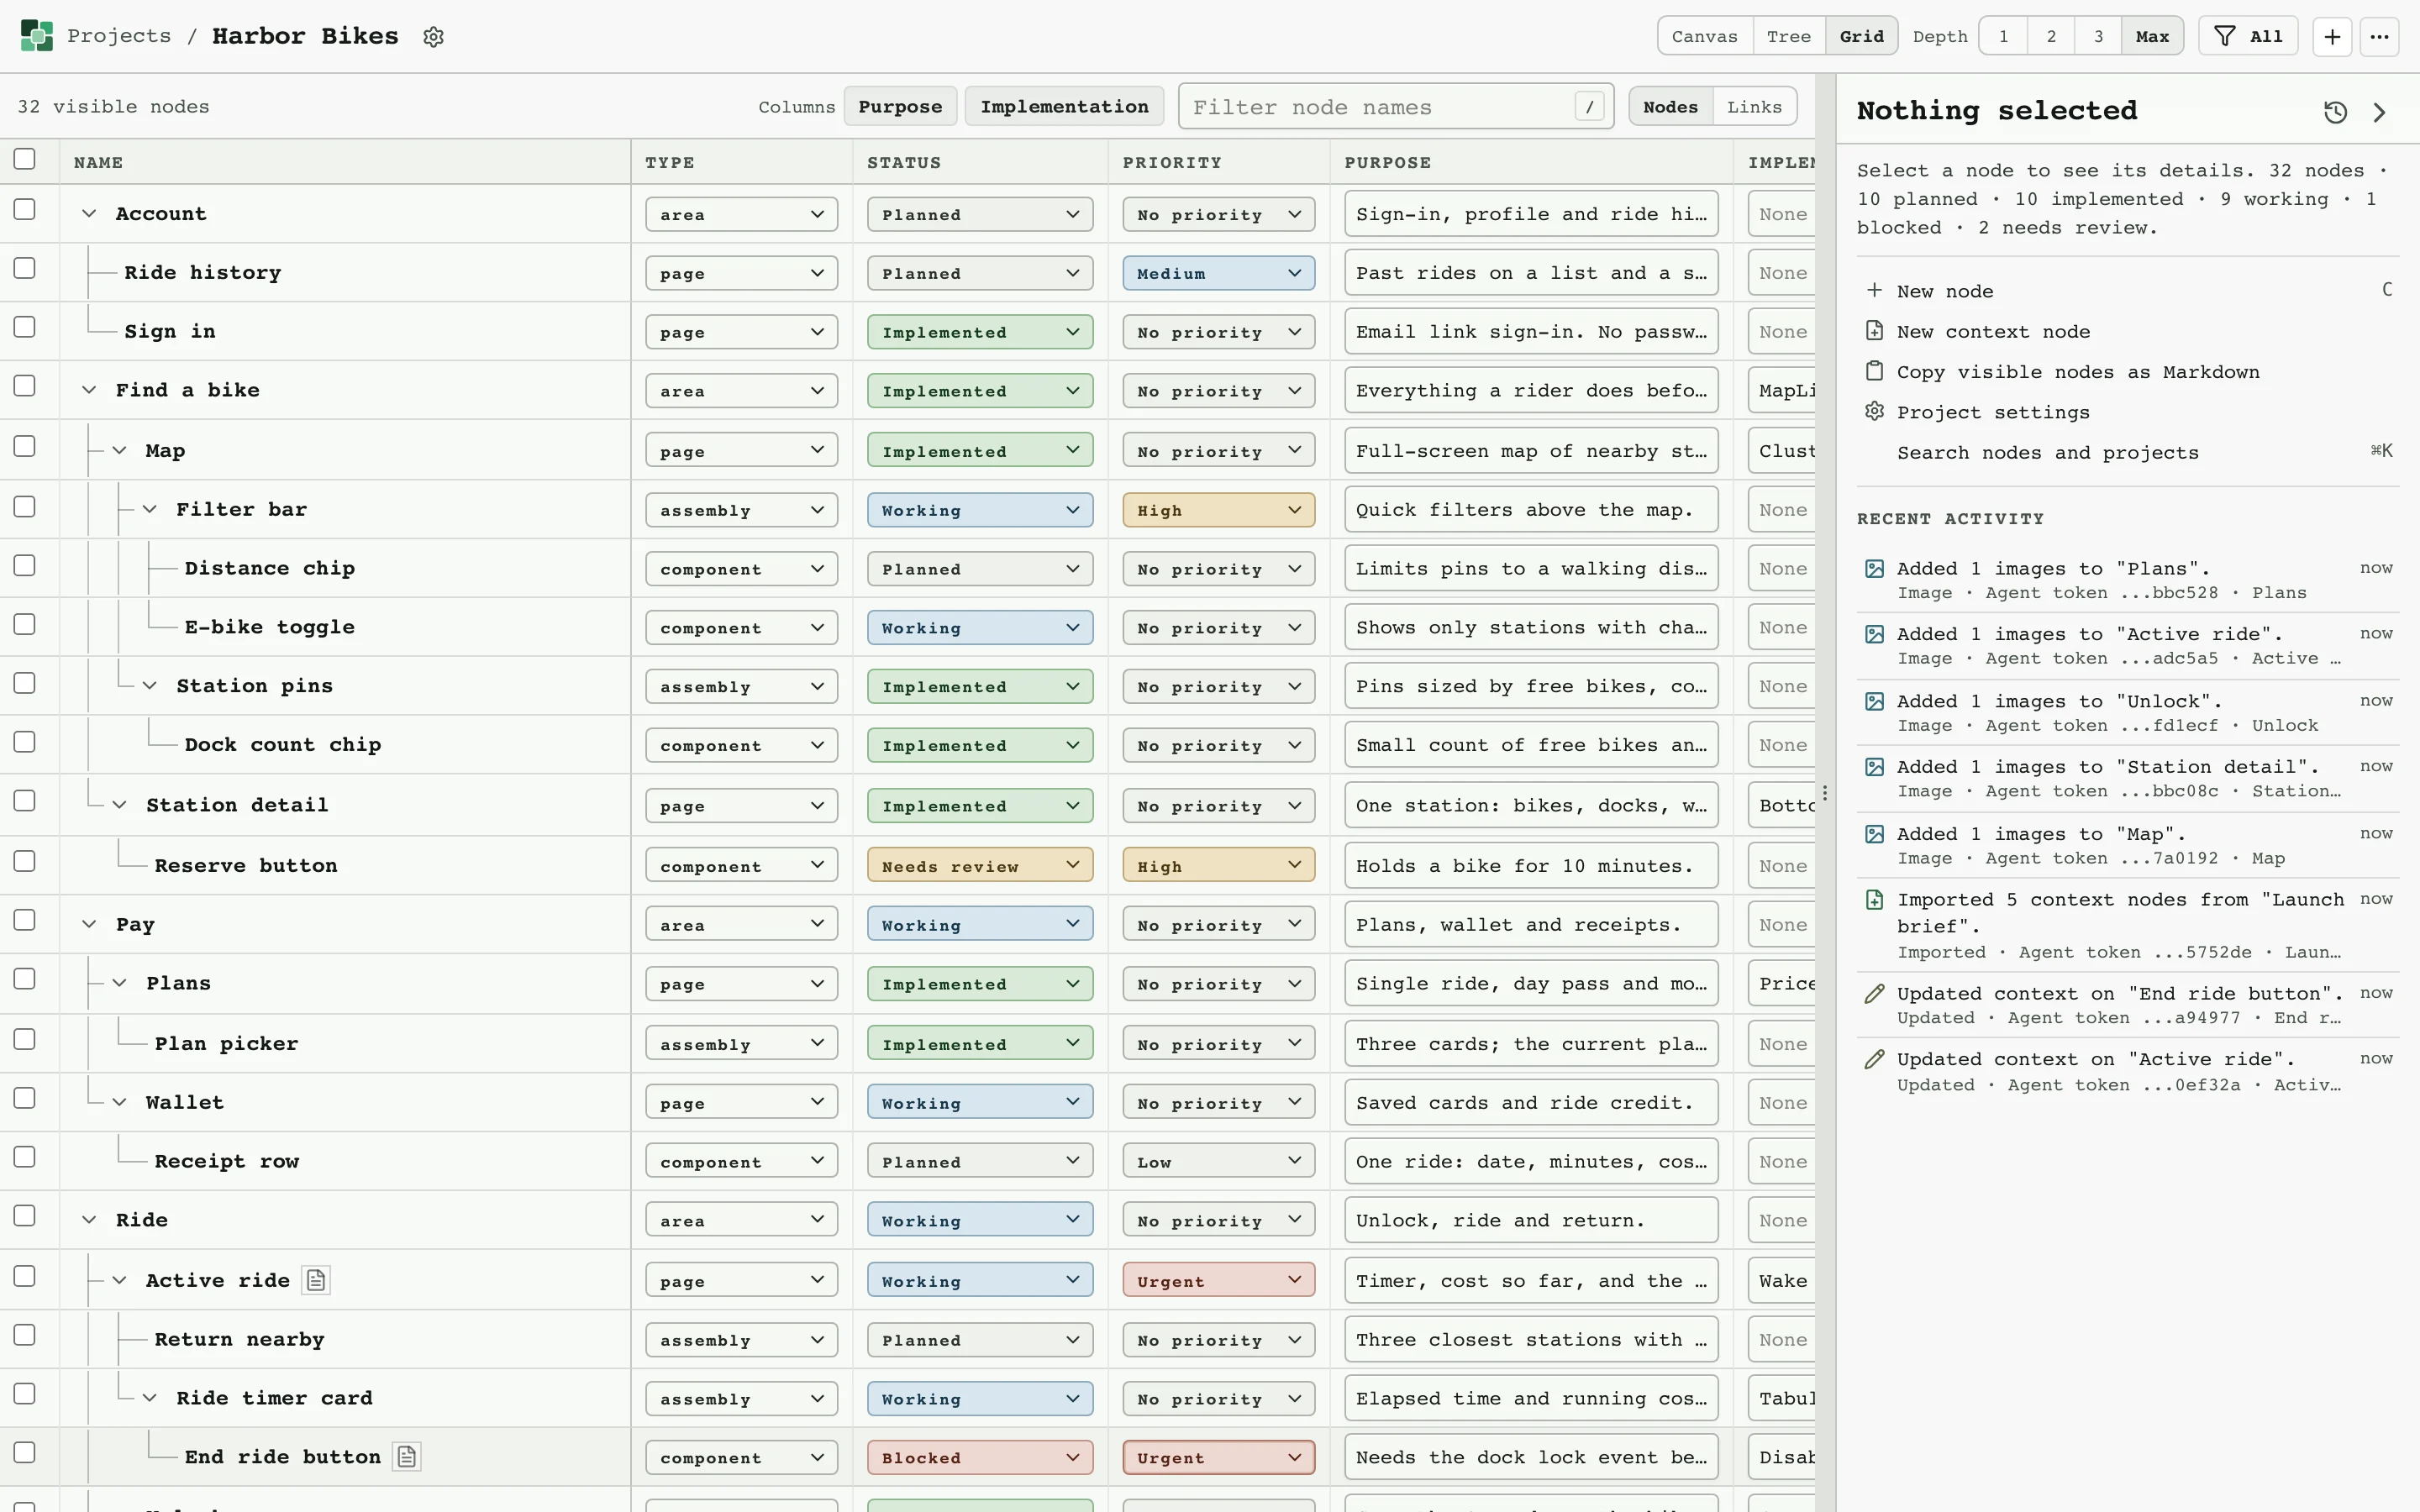 Projects / Harbor Bikes
Canvas Tree Grid Depth 1 2 3 Max All
32 visible nodes Columns Purpose Implementation Filter node names / Nodes Links
NAME TYPE STATUS PRIORITY PURPOSE IMPLEM
Account area Planned No priority Sign-in, profile and ride hi… None
Ride history page Planned Medium Past rides on a list and a s… None
Sign in page Implemented No priority Email link sign-in. No passw… None
Find a bike area Implemented No priority Everything a rider does befo… MapLi
Map page Implemented No priority Full-screen map of nearby st… Clust
Filter bar assembly Working High Quick filters above the map. None
Distance chip component Planned No priority Limits pins to a walking dis… None
E-bike toggle component Working No priority Shows only stations with cha… None
Station pins assembly Implemented No priority Pins sized by free bikes, co… None
Dock count chip component Implemented No priority Small count of free bikes an… None
Station detail page Implemented No priority One station: bikes, docks, w… Botto
Reserve button component Needs review High Holds a bike for 10 minutes. None
Pay area Working No priority Plans, wallet and receipts. None
Plans page Implemented No priority Single ride, day pass and mo… Price
Plan picker assembly Implemented No priority Three cards; the current pla… None
Wallet page Working No priority Saved cards and ride credit. None
Receipt row component Planned Low One ride: date, minutes, cos… None
Ride area Working No priority Unlock, ride and return. None
Active ride page Working Urgent Timer, cost so far, and the … Wake
Return nearby assembly Planned No priority Three closest stations with … None
Ride timer card assembly Working No priority Elapsed time and running cos… Tabul
End ride button component Blocked Urgent Needs the dock lock event be… Disab
Nothing selected
Select a node to see its details. 32 nodes ·
10 planned · 10 implemented · 9 working · 1
blocked · 2 needs review.
New node C
New context node
Copy visible nodes as Markdown
Project settings
Search nodes and projects ⌘K
RECENT ACTIVITY
Added 1 images to "Plans". now
Image · Agent token ...bbc528 · Plans
Added 1 images to "Active ride". now
Image · Agent token ...adc5a5 · Active …
Added 1 images to "Unlock". now
Image · Agent token ...fd1ecf · Unlock
Added 1 images to "Station detail". now
Image · Agent token ...bbc08c · Station…
Added 1 images to "Map". now
Image · Agent token ...7a0192 · Map
Imported 5 context nodes from "Launch now
brief".
Imported · Agent token ...5752de · Laun…
Updated context on "End ride button". now
Updated · Agent token ...a94977 · End r…
Updated context on "Active ride". now
Updated · Agent token ...0ef32a · Activ…